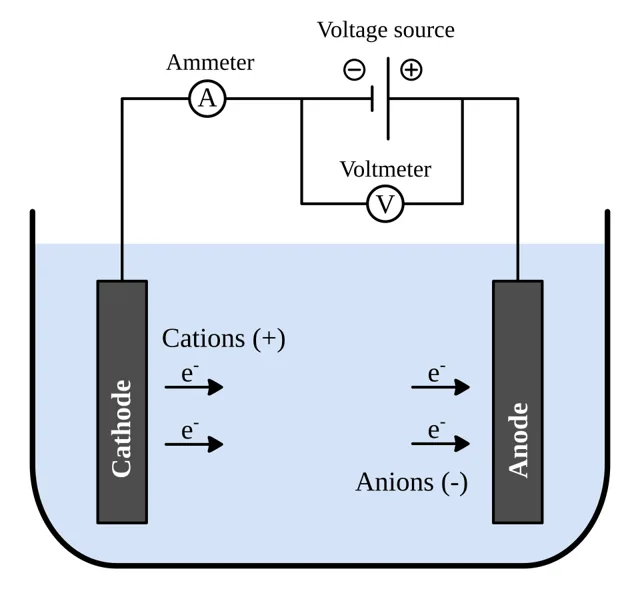 Voltage source
Ammeter
⊖ ⊕
A
Voltmeter
V
Cations (+)
e⁻ e⁻
e⁻ e⁻
Cathode
Anode
Anions (-)